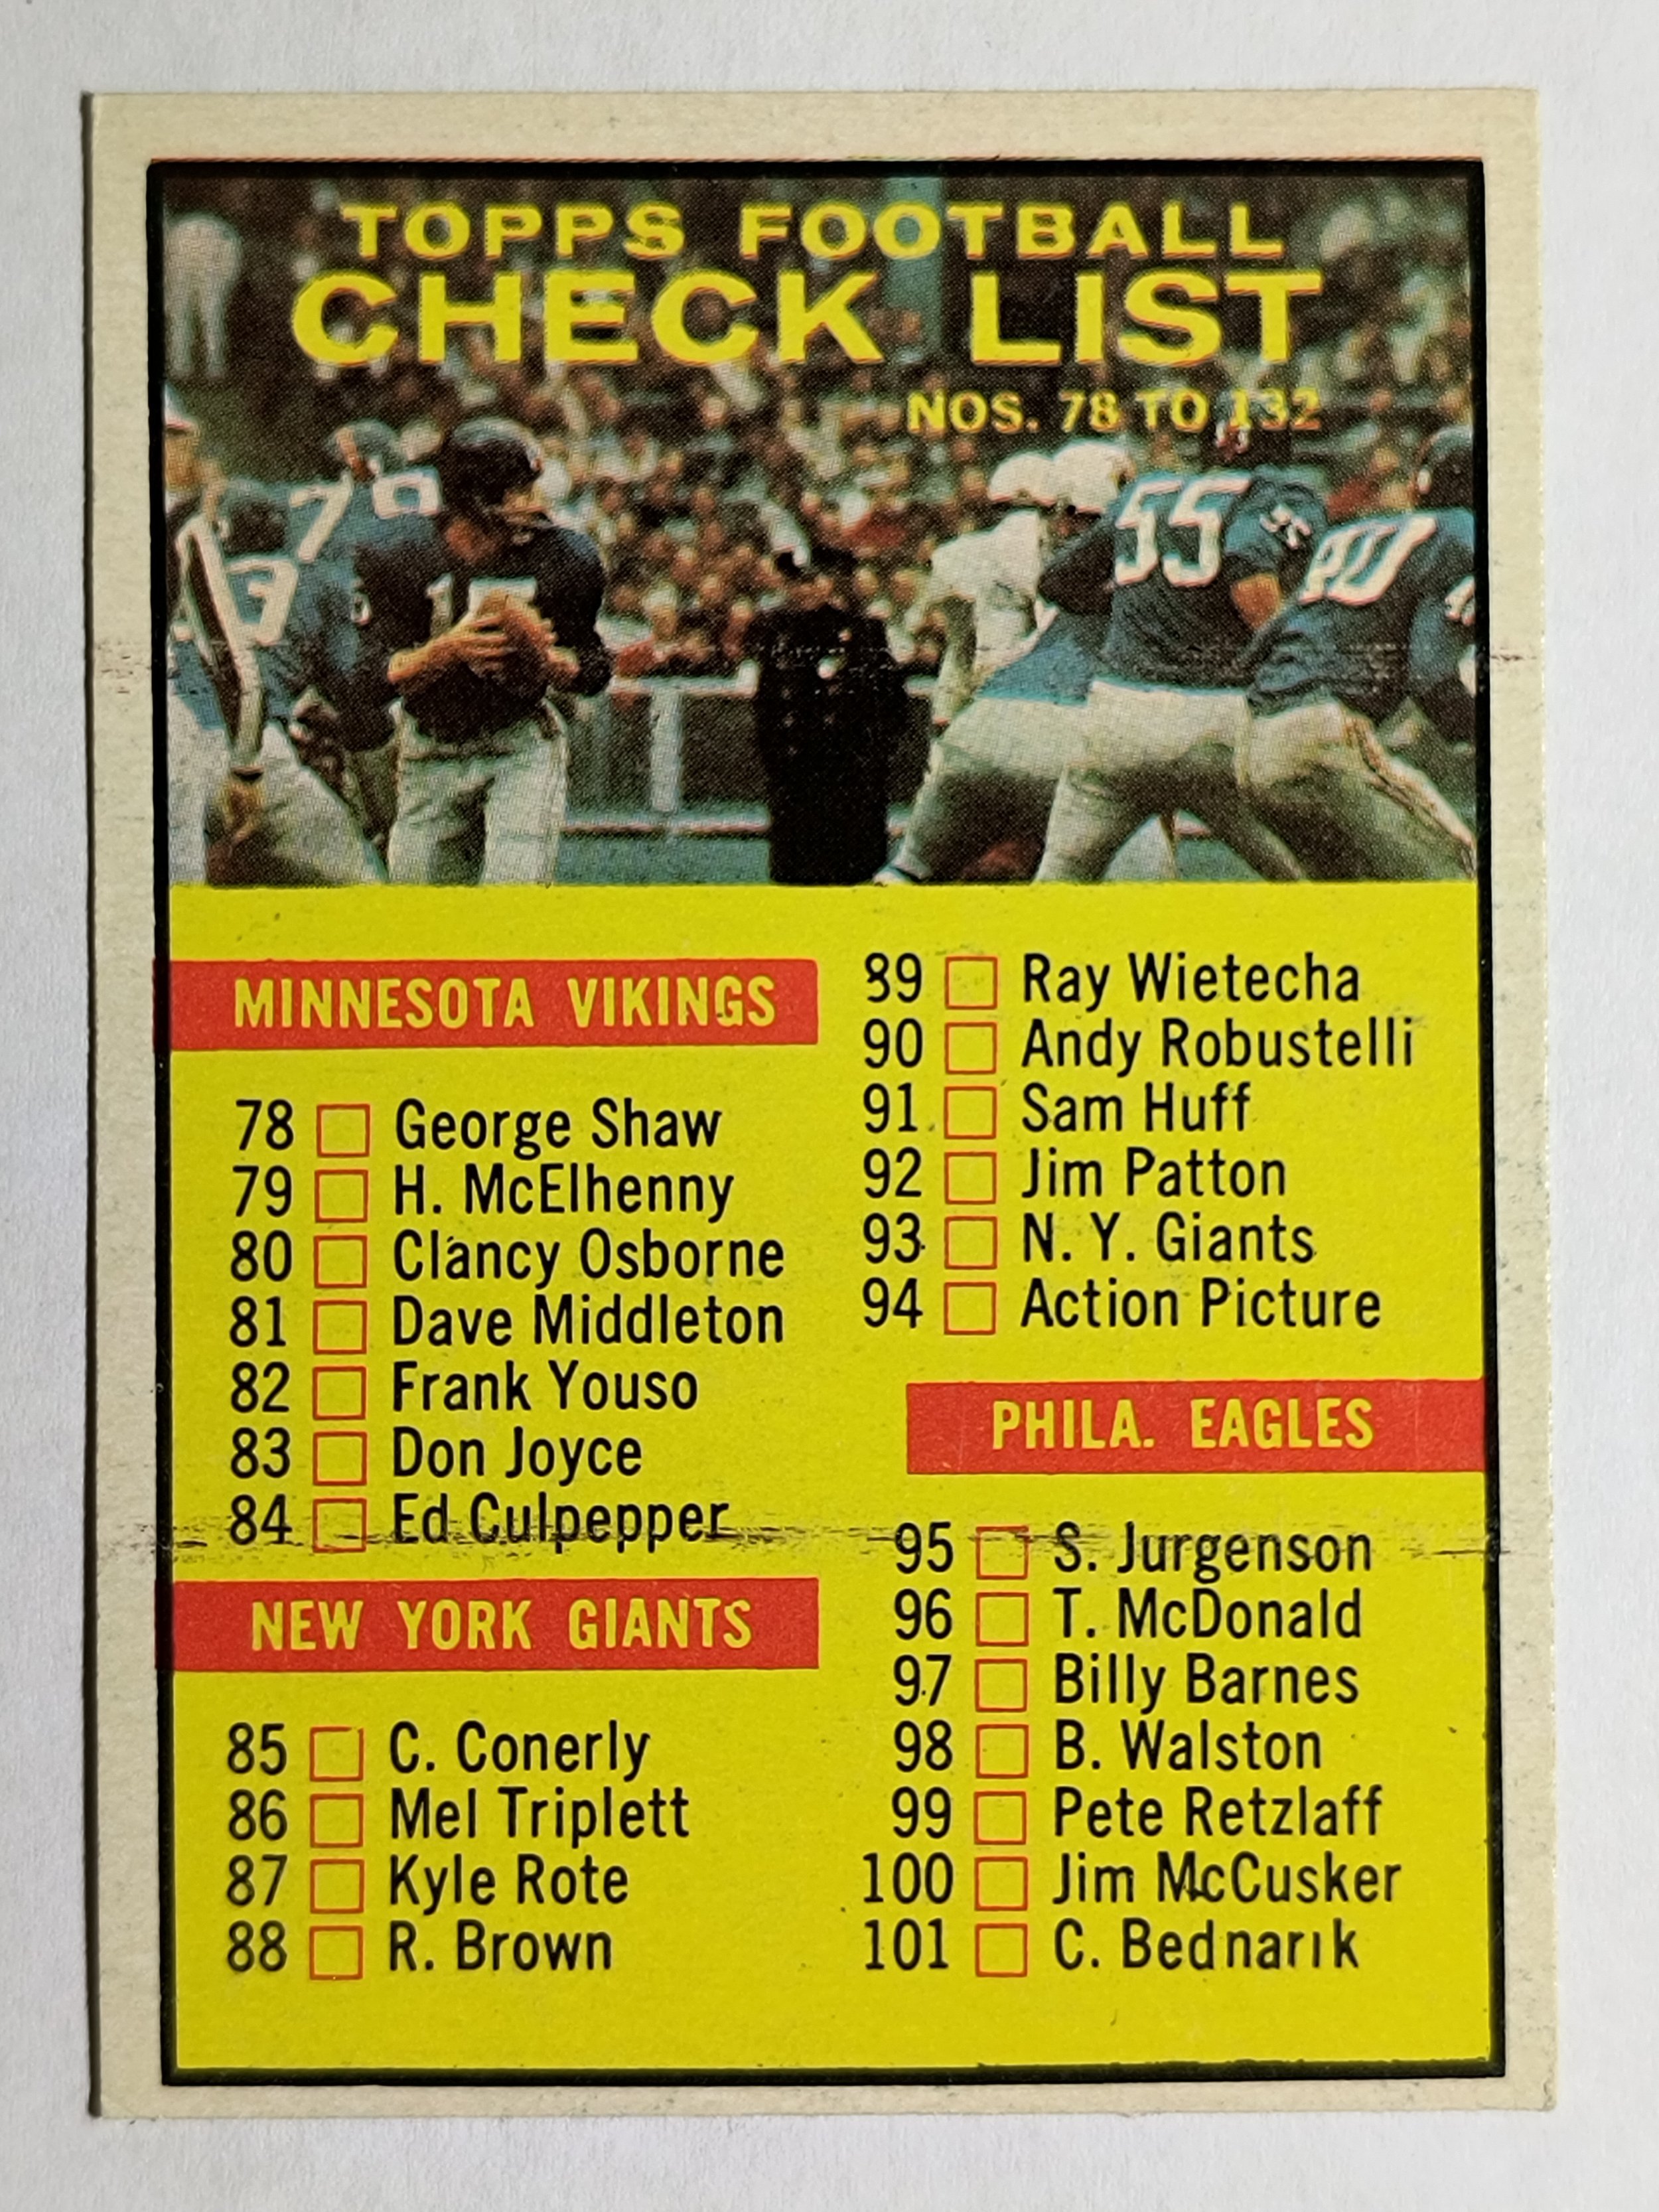 TOPPS FOOTBALL
CHECK LIST
NOS. 78 TO 132
55
MINNESOTA VIKINGS
78 George Shaw
79 H. McElhenny
80 Clancy Osborne
81 Dave Middleton
82 Frank Youso
83 Don Joyce
84 Ed Culpepper
NEW YORK GIANTS
85 C. Conerly
86 Mel Triplett
87 Kyle Rote
88 R. Brown
89 Ray Wietecha
90 Andy Robustelli
91 Sam Huff
92 Jim Patton
93 N. Y. Giants
94 Action Picture
PHILA. EAGLES
95 S. Jurgenson
96 T. McDonald
97 Billy Barnes
98 B. Walston
99 Pete Retzlaff
100 Jim McCusker
101 C. Bednarik